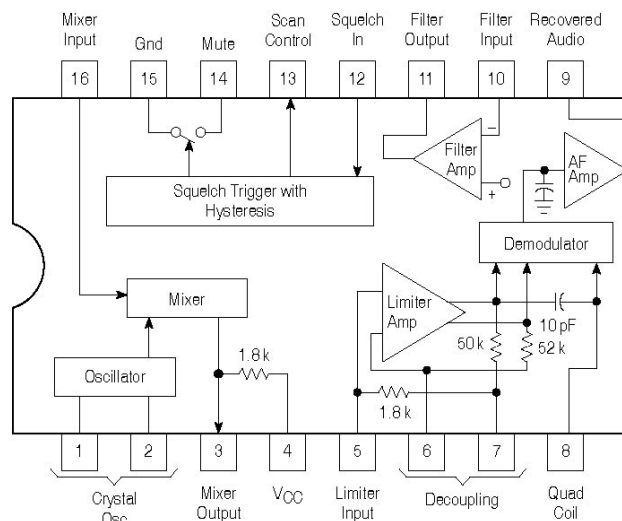 Mixer Input
Gnd
Mute
Scan Control
Squelch In
Filter Output
Filter Input
Recovered Audio
16
15
14
13
12
11
10
9
Filter Amp
−
+
AF Amp
Squelch Trigger with
Hysteresis
Demodulator
Mixer
Limiter Amp
10 pF
50 k
52 k
1.8 k
Oscillator
1.8 k
1
2
3
4
5
6
7
8
Crystal Osc
Mixer Output
VCC
Limiter Input
Decoupling
Quad Coil